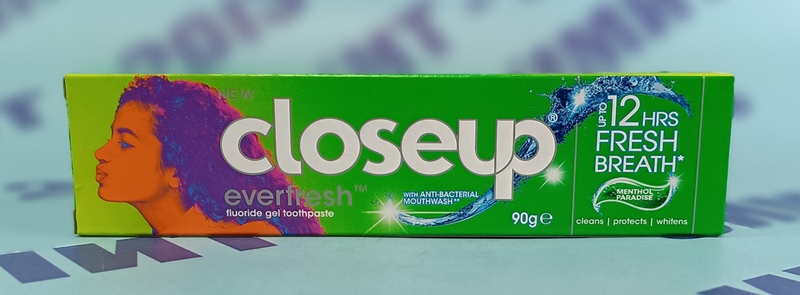 NEW
closeup®
everfresh™
fluoride gel toothpaste
WITH ANTI-BACTERIAL
MOUTHWASH**
90g℮
UP TO 12 HRS
FRESH
BREATH*
MENTHOL
PARADISE
cleans | protects | whitens